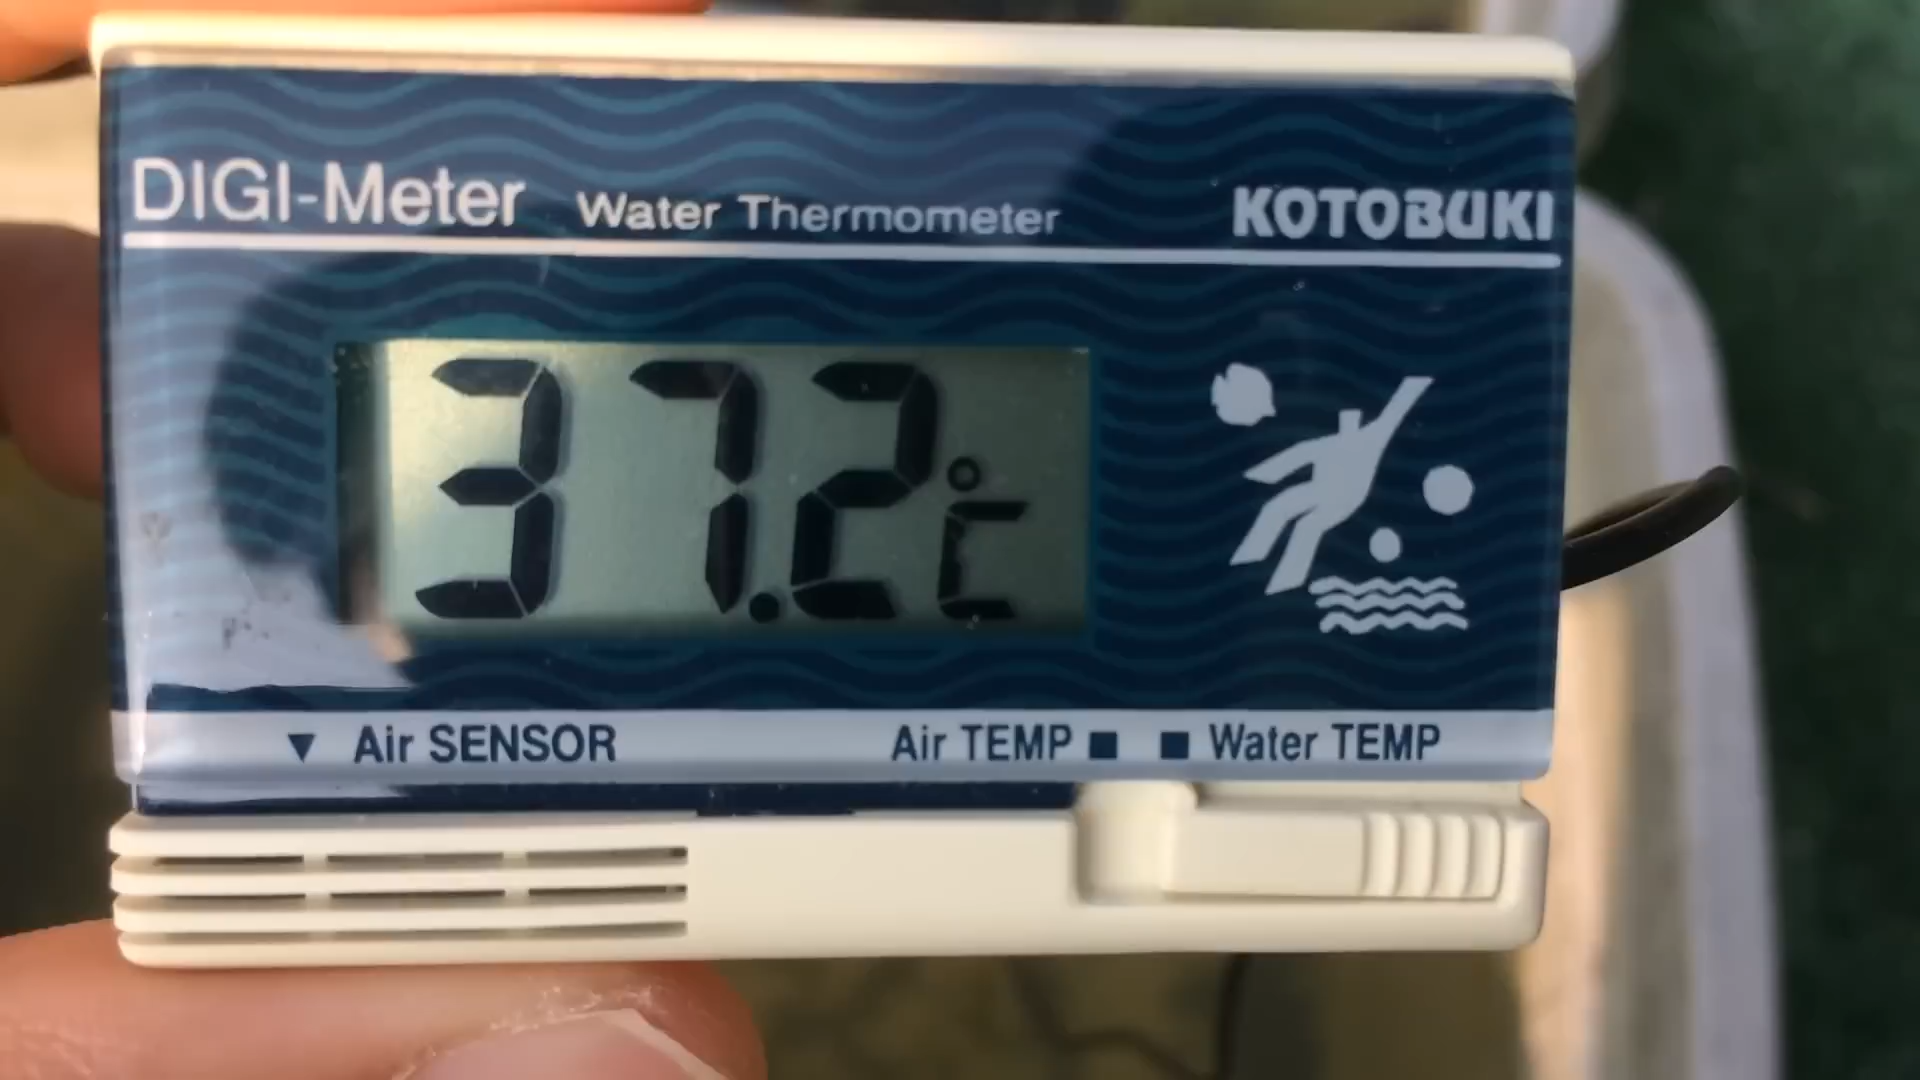 DIGI-Meter Water Thermometer KOTOBUKI
37.2°C
▼ Air SENSOR Air TEMP ■ ■ Water TEMP